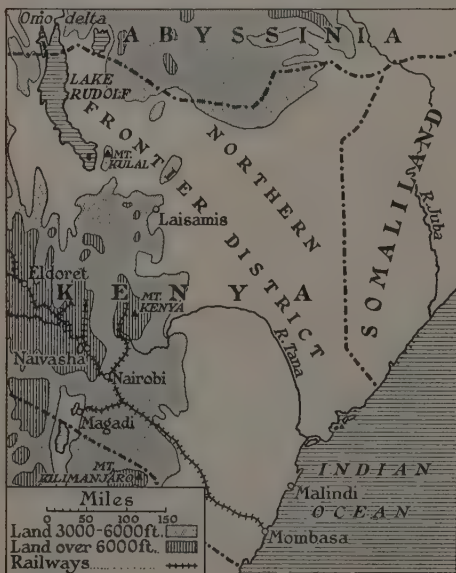 Omo delta
ABYSSINIA
LAKE
RUDOLF
MT.
KULAL
NORTHERN
FRONTIER DISTRICT
SOMALILAND
R. Juba
Laisamis
Eldoret
KENYA
MT.
KENYA
R. Tana
Naivasha
Nairobi
Magadi
MT.
KILIMANJARO
INDIAN
OCEAN
Malindi
Mombasa
Miles
0 50 100 150
Land 3000-6000ft.
Land over 6000ft.
Railways